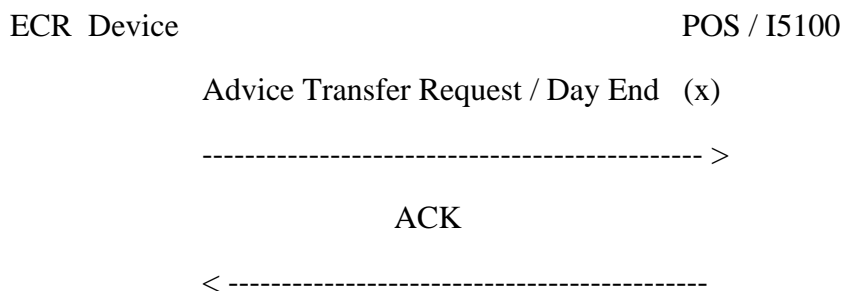 ECR Device POS / I5100
Advice Transfer Request / Day End (x)
----------------------------------------------- >
ACK
< ---------------------------------------------